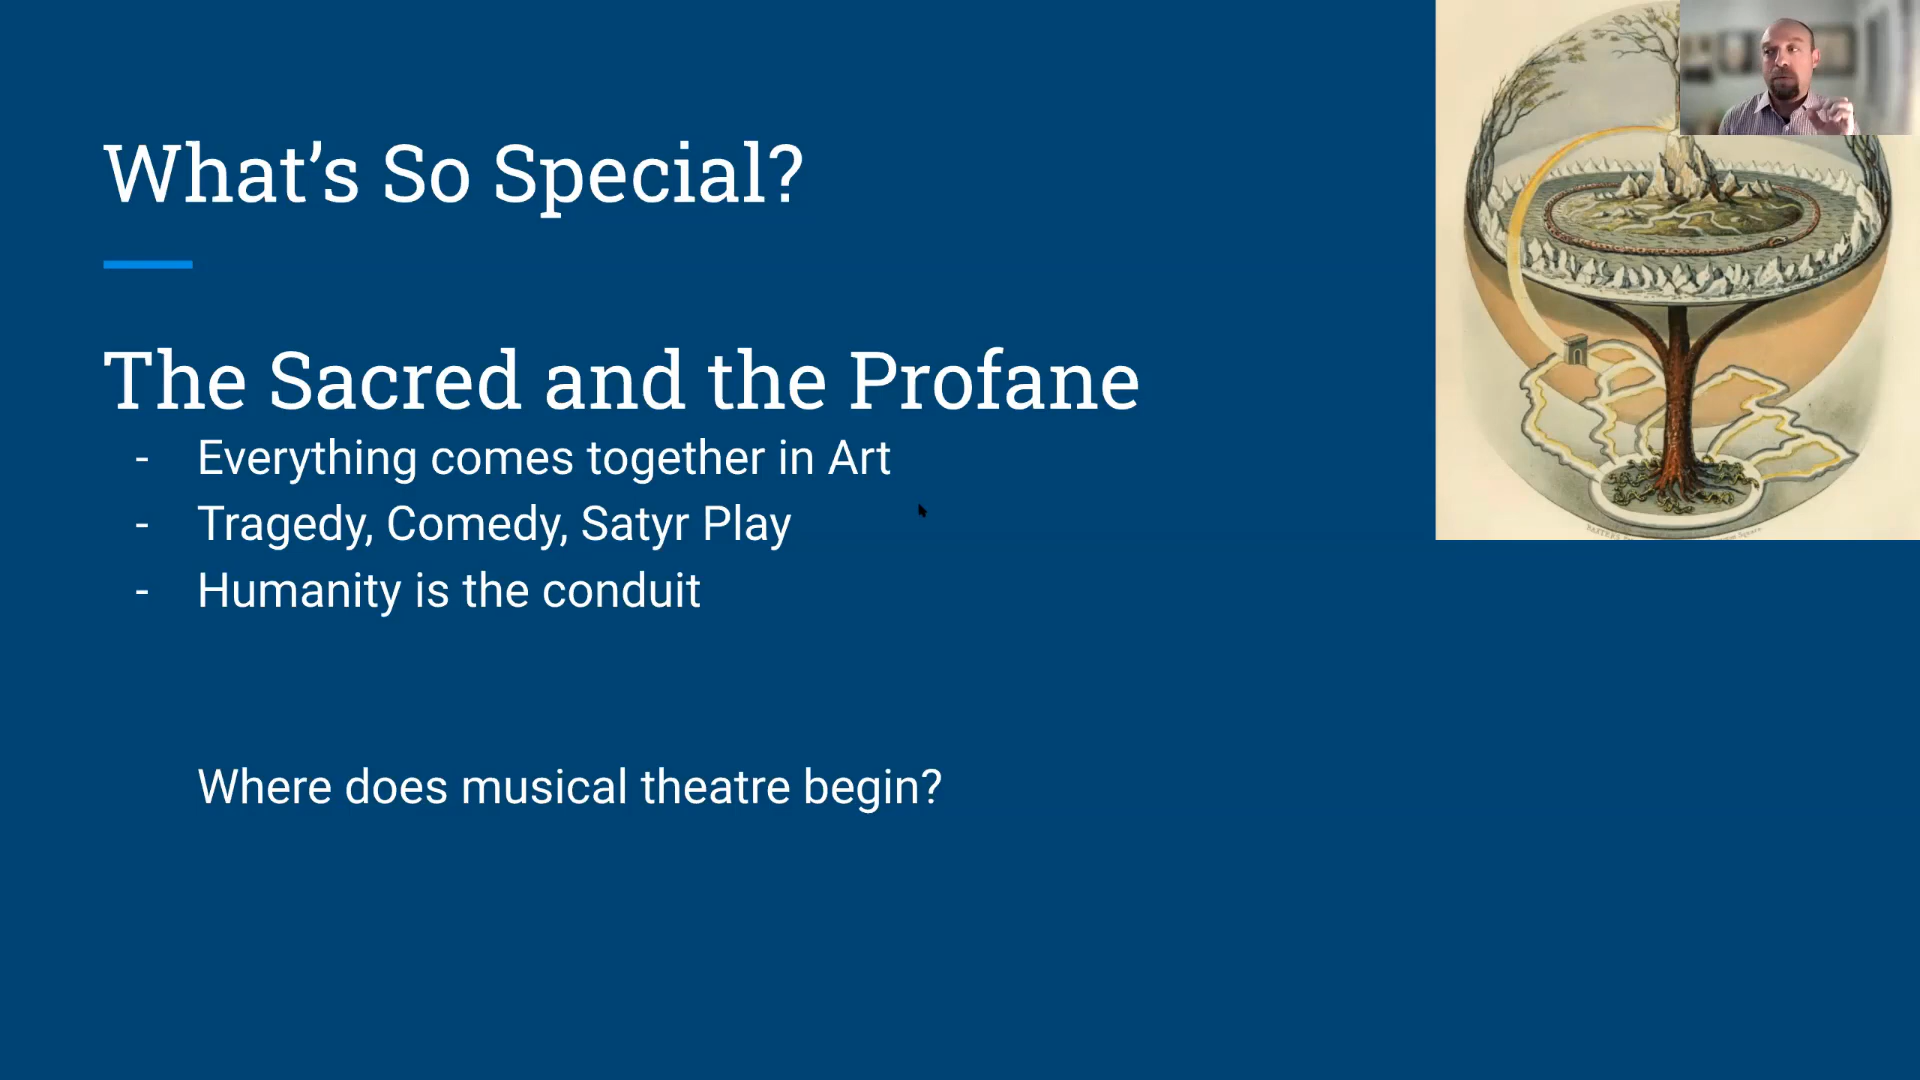 What’s So Special?
The Sacred and the Profane
- Everything comes together in Art
- Tragedy, Comedy, Satyr Play
- Humanity is the conduit
Where does musical theatre begin?